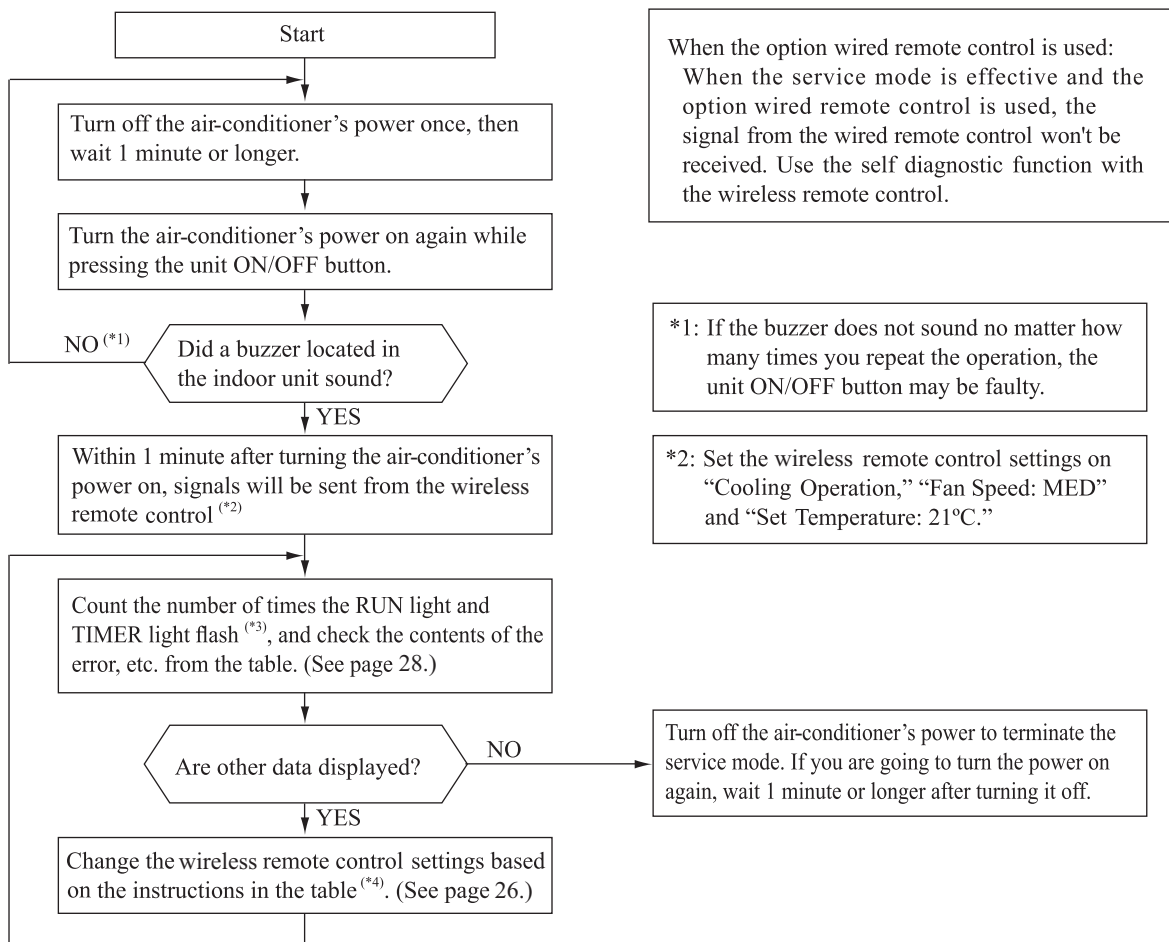 Start
Turn off the air-conditioner's power once, then
wait 1 minute or longer.
Turn the air-conditioner's power on again while
pressing the unit ON/OFF button.
NO (*1)
Did a buzzer located in
the indoor unit sound?
YES
Within 1 minute after turning the air-conditioner's
power on, signals will be sent from the wireless
remote control (*2)
Count the number of times the RUN light and
TIMER light flash (*3), and check the contents of the
error, etc. from the table. (See page 28.)
Are other data displayed?
NO
YES
Change the wireless remote control settings based
on the instructions in the table (*4). (See page 26.)
When the option wired remote control is used:
When the service mode is effective and the
option wired remote control is used, the
signal from the wired remote control won't be
received. Use the self diagnostic function with
the wireless remote control.
*1: If the buzzer does not sound no matter how
many times you repeat the operation, the
unit ON/OFF button may be faulty.
*2: Set the wireless remote control settings on
“Cooling Operation,” “Fan Speed: MED”
and “Set Temperature: 21ºC.”
Turn off the air-conditioner's power to terminate the
service mode. If you are going to turn the power on
again, wait 1 minute or longer after turning it off.